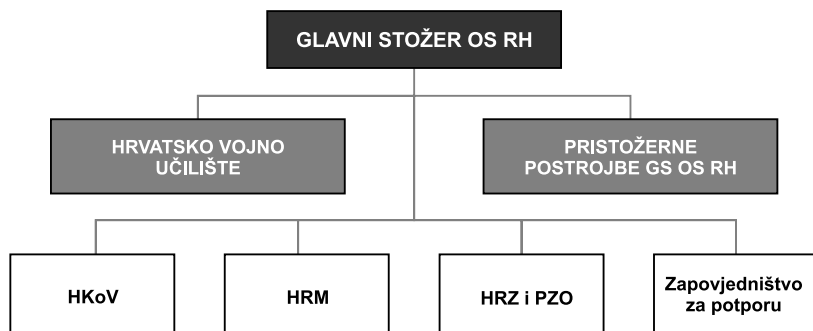 GLAVNI STOŽER OS RH
HRVATSKO VOJNO
UČILIŠTE
PRISTOŽERNE
POSTROJBE GS OS RH
HKoV
HRM
HRZ i PZO
Zapovjedništvo
za potporu